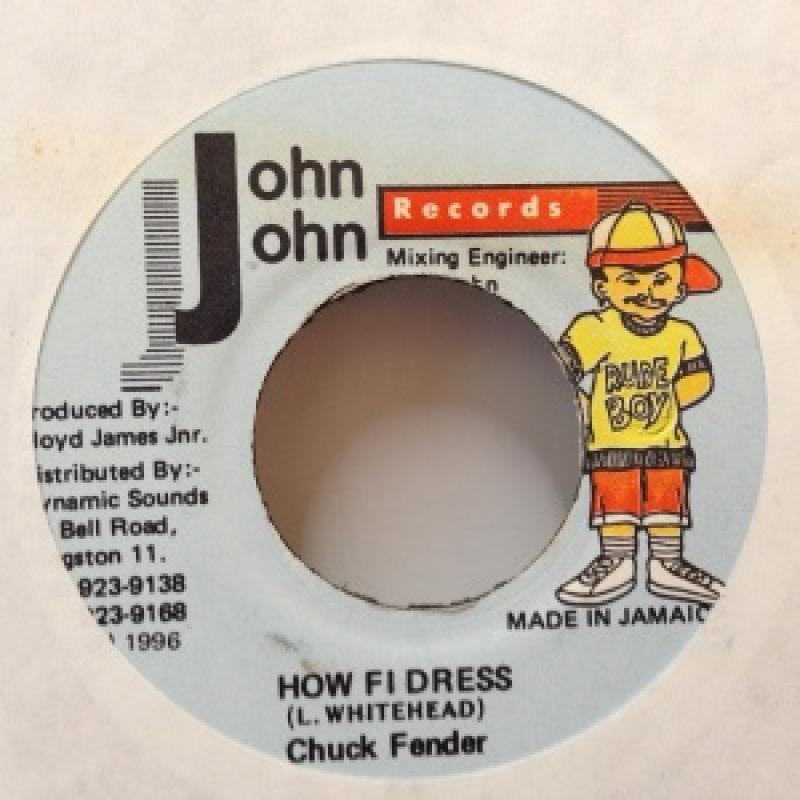 John
John
Records
Mixing Engineer:
RUDE
BOY
roduced By:-
loyd James Jnr.
istributed By:-
ynamic Sounds
Bell Road,
gston 11.
923-9138
23-9168
1996
MADE IN JAMAIC
HOW FI DRESS
(L. WHITEHEAD)
Chuck Fender